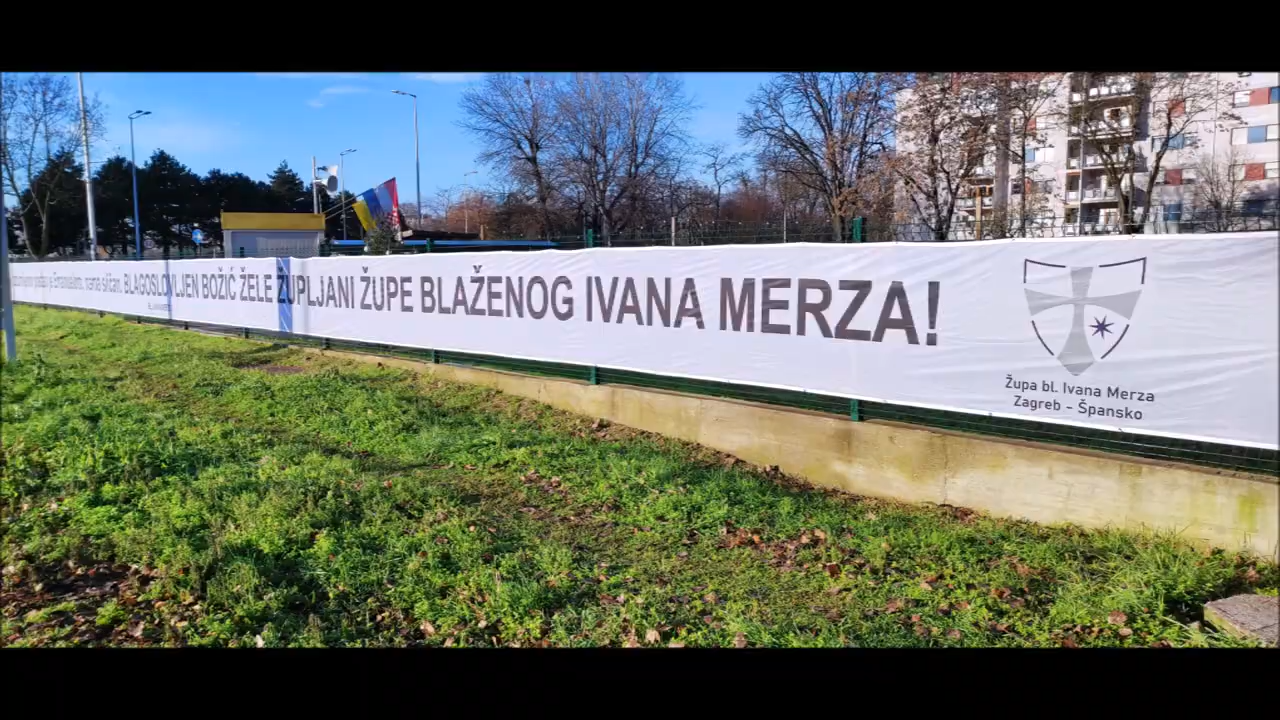 BLAGOSLOVLJEN BOŽIĆ ŽELE ŽUPLJANI ŽUPE BLAŽENOG IVANA MERZA!
Župa bl. Ivana Merza
Zagreb - Špansko